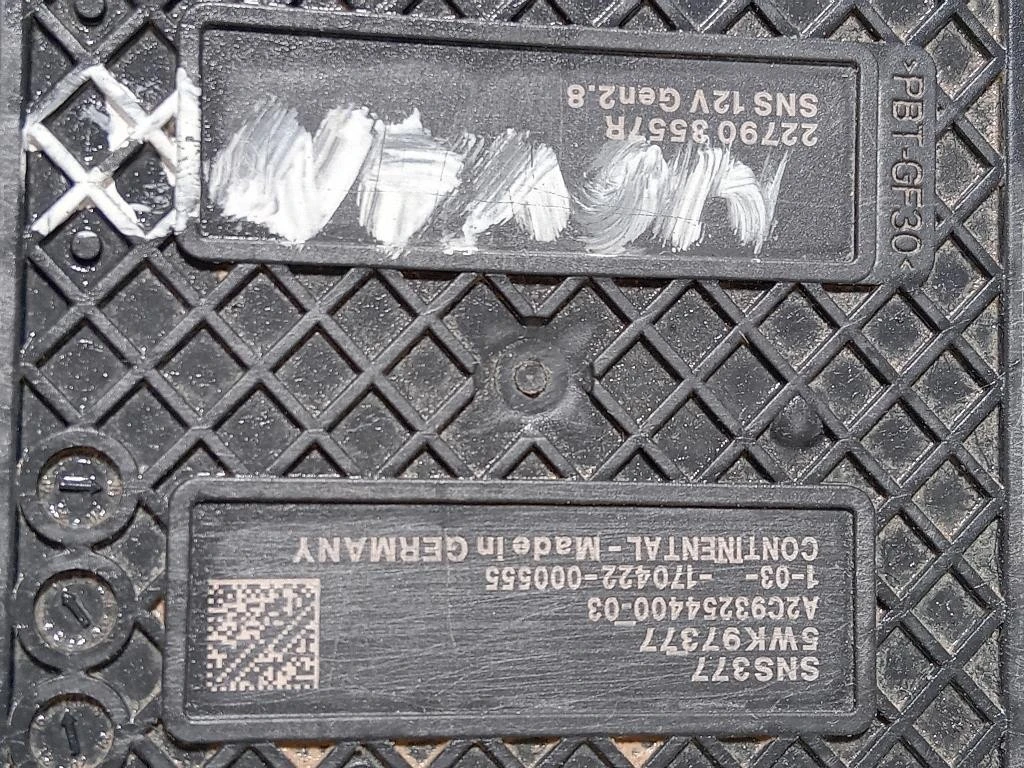 SNS377
5WK97377
A2C93254400-03
1-03- -170422-000555
CONTINENTAL - Made in GERMANY
22790 3557R
SNS 12V Gen2.8
>PBT-GF30<